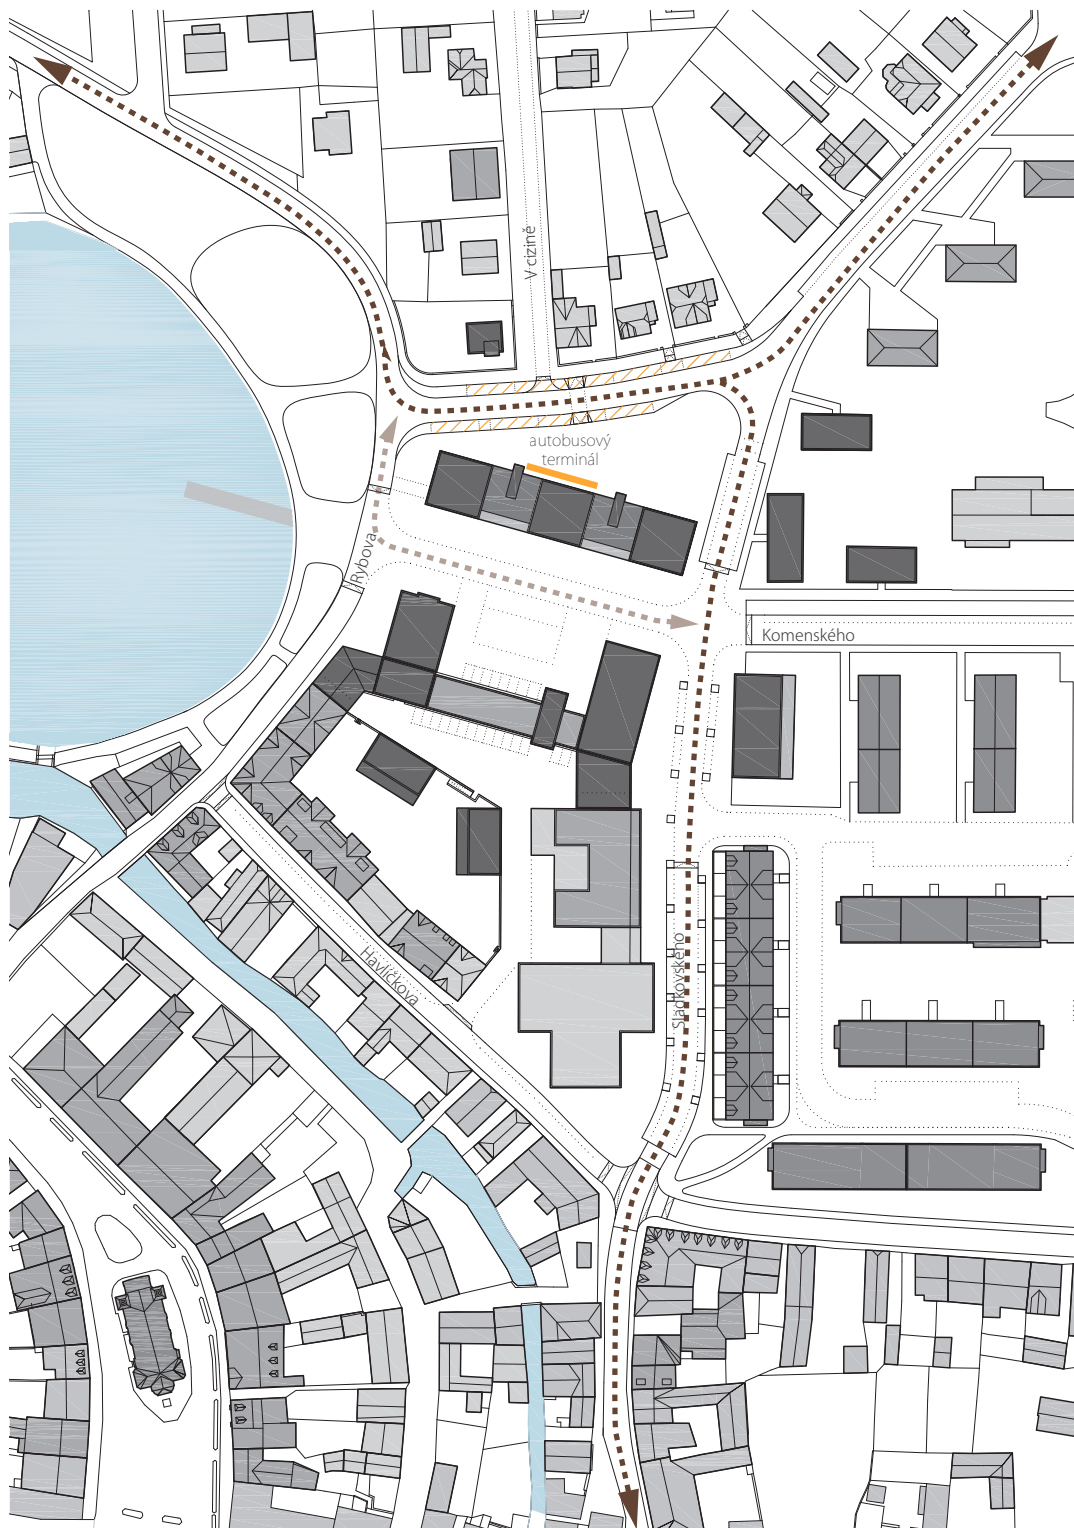 V cizině
autobusový
terminál
Rybova
Komenského
Sladkovského
Havlíčkova